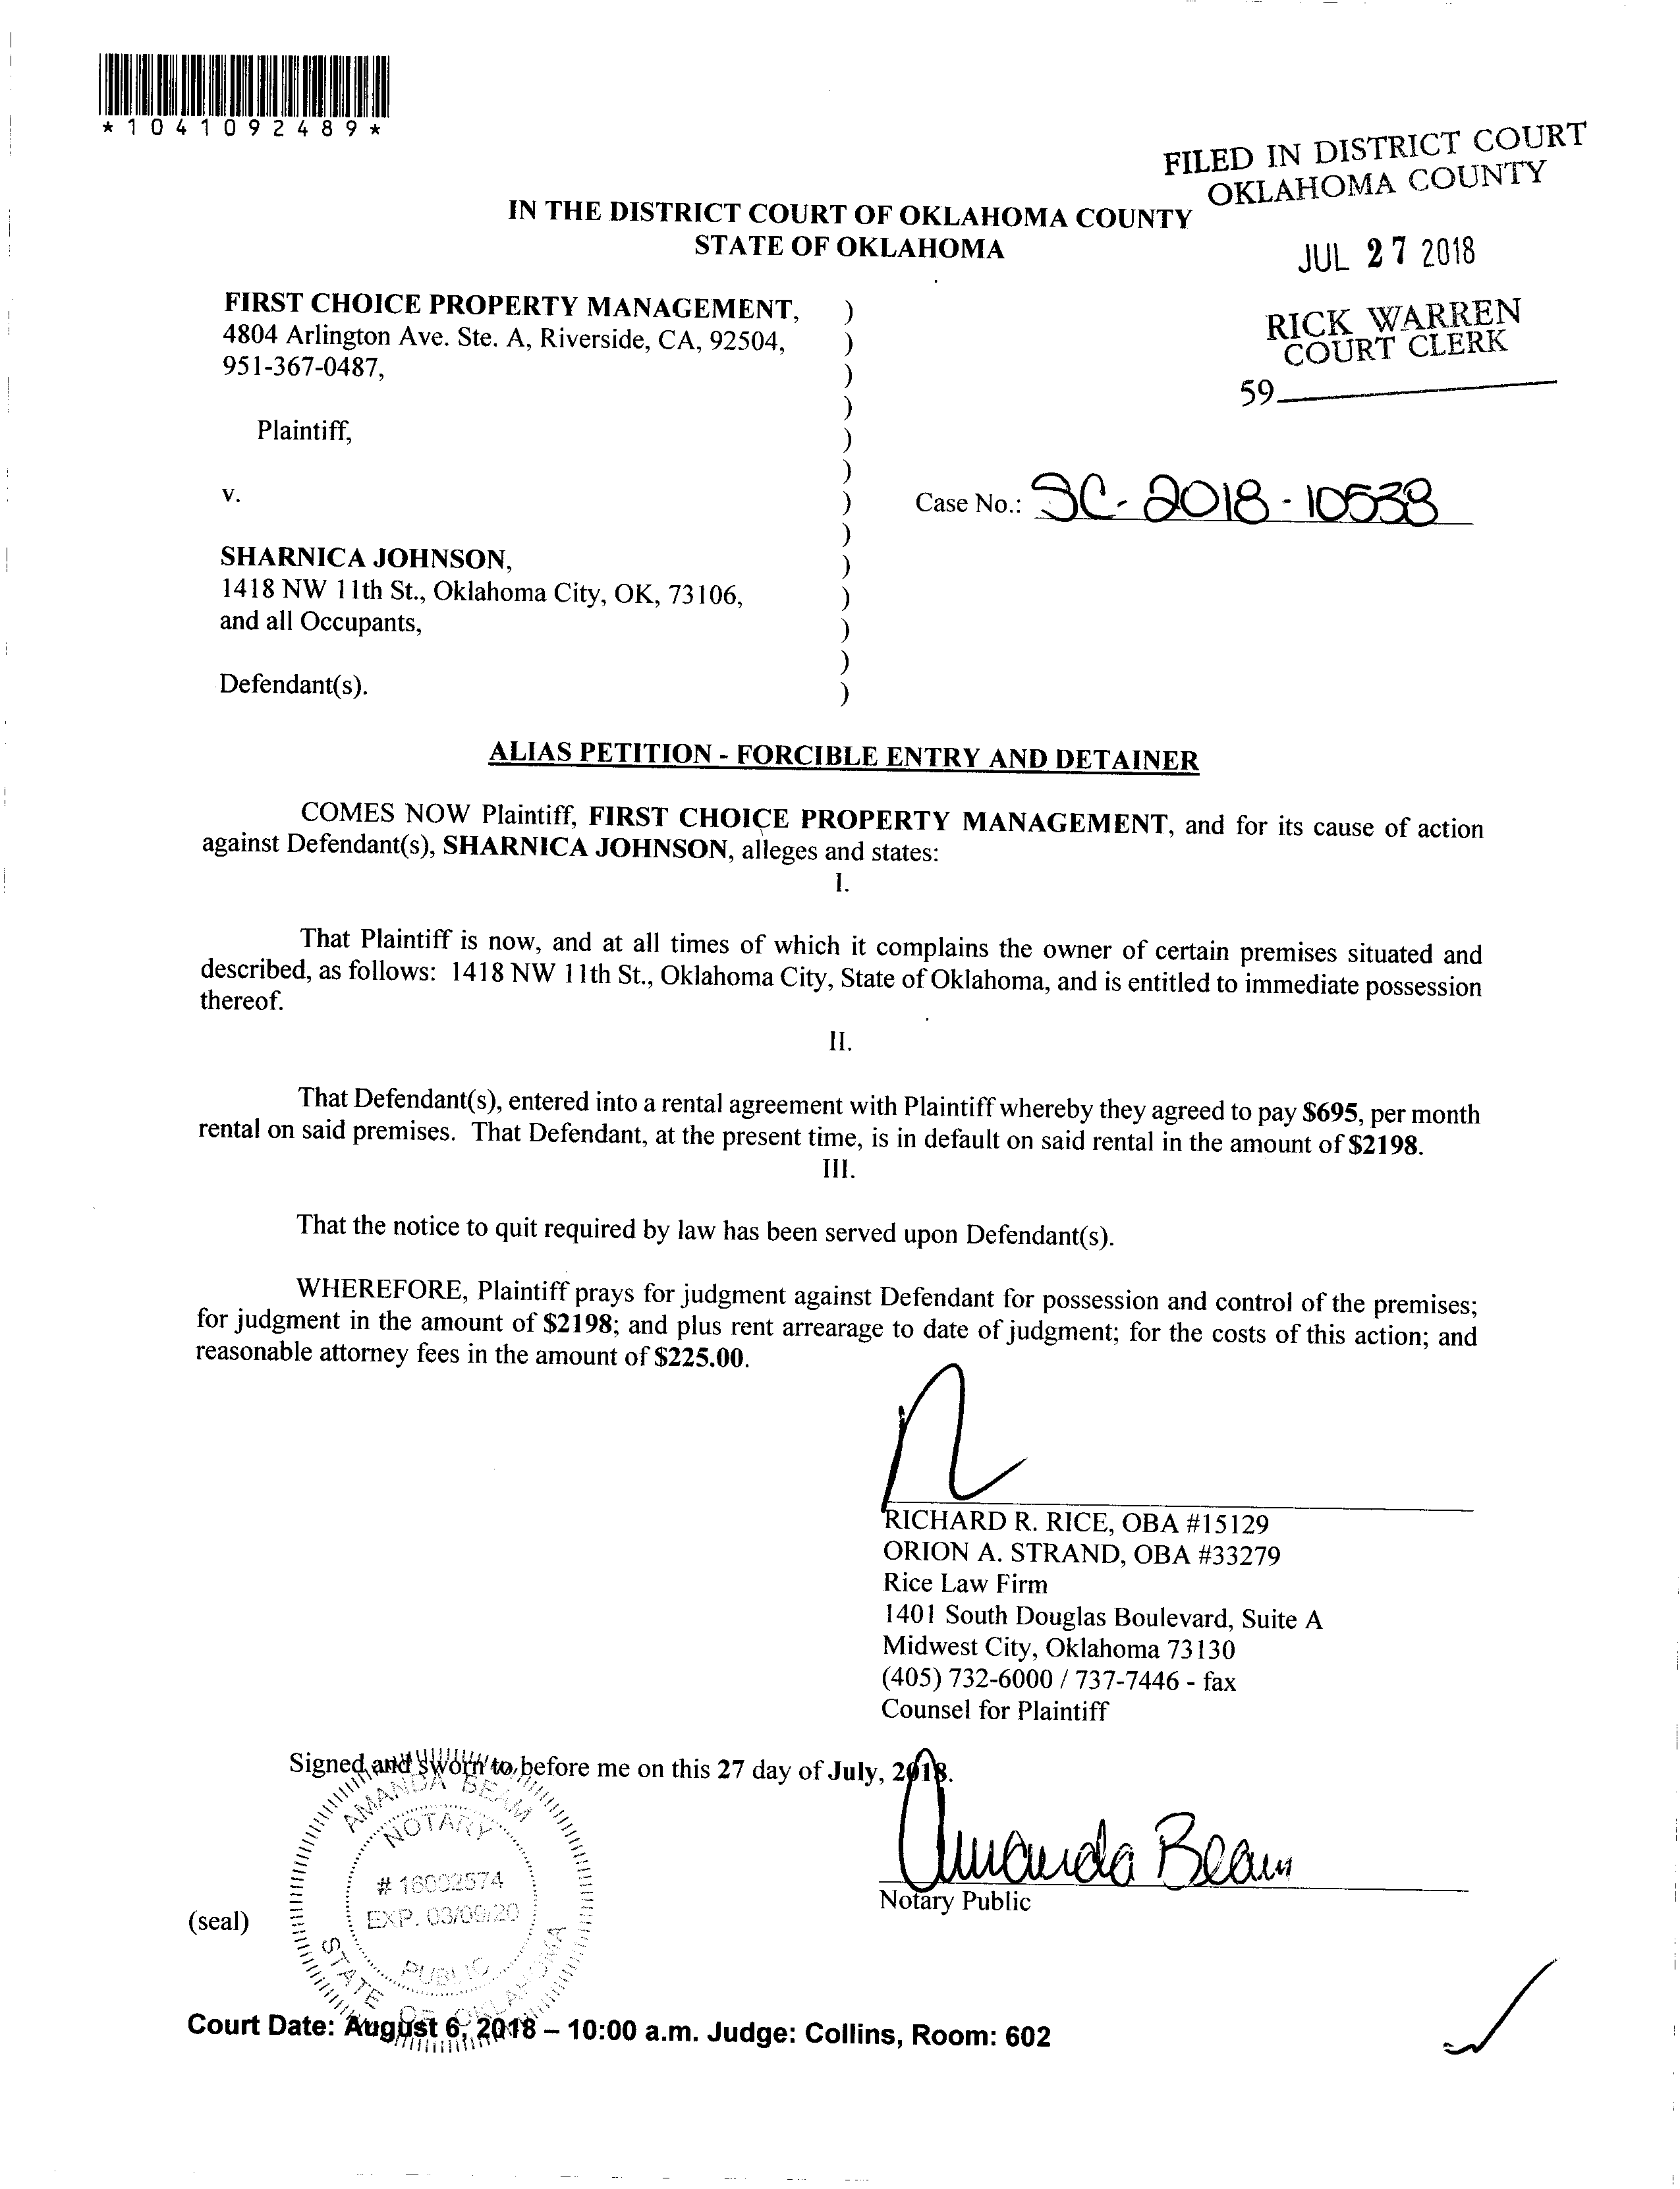 *1041092489*
FILED IN DISTRICT COURT
OKLAHOMA COUNTY
IN THE DISTRICT COURT OF OKLAHOMA COUNTY
STATE OF OKLAHOMA
JUL 27 2018
FIRST CHOICE PROPERTY MANAGEMENT, )
4804 Arlington Ave. Ste. A, Riverside, CA, 92504, )
951-367-0487, )
RICK WARREN
COURT CLERK
59
)
Plaintiff, )
)
v. ) Case No.: SC-2018-10538
)
SHARNICA JOHNSON, )
1418 NW 11th St., Oklahoma City, OK, 73106, )
and all Occupants, )
)
Defendant(s). )
ALIAS PETITION - FORCIBLE ENTRY AND DETAINER
COMES NOW Plaintiff, FIRST CHOICE PROPERTY MANAGEMENT, and for its cause of action
against Defendant(s), SHARNICA JOHNSON, alleges and states:
I.
That Plaintiff is now, and at all times of which it complains the owner of certain premises situated and
described, as follows: 1418 NW 11th St., Oklahoma City, State of Oklahoma, and is entitled to immediate possession
thereof.
II.
That Defendant(s), entered into a rental agreement with Plaintiff whereby they agreed to pay $695, per month
rental on said premises. That Defendant, at the present time, is in default on said rental in the amount of $2198.
III.
That the notice to quit required by law has been served upon Defendant(s).
WHEREFORE, Plaintiff prays for judgment against Defendant for possession and control of the premises;
for judgment in the amount of $2198; and plus rent arrearage to date of judgment; for the costs of this action; and
reasonable attorney fees in the amount of $225.00.
RICHARD R. RICE, OBA #15129
ORION A. STRAND, OBA #33279
Rice Law Firm
1401 South Douglas Boulevard, Suite A
Midwest City, Oklahoma 73130
(405) 732-6000 / 737-7446 - fax
Counsel for Plaintiff
Signed and sworn to before me on this 27 day of July, 2018.
AMANDA BEAM
NOTARY
# 16002574
EXP. 03/09/20
PUBLIC
STATE OF OKLAHOMA
Amanda Beam
Notary Public
(seal)
Court Date: August 6, 2018 – 10:00 a.m. Judge: Collins, Room: 602